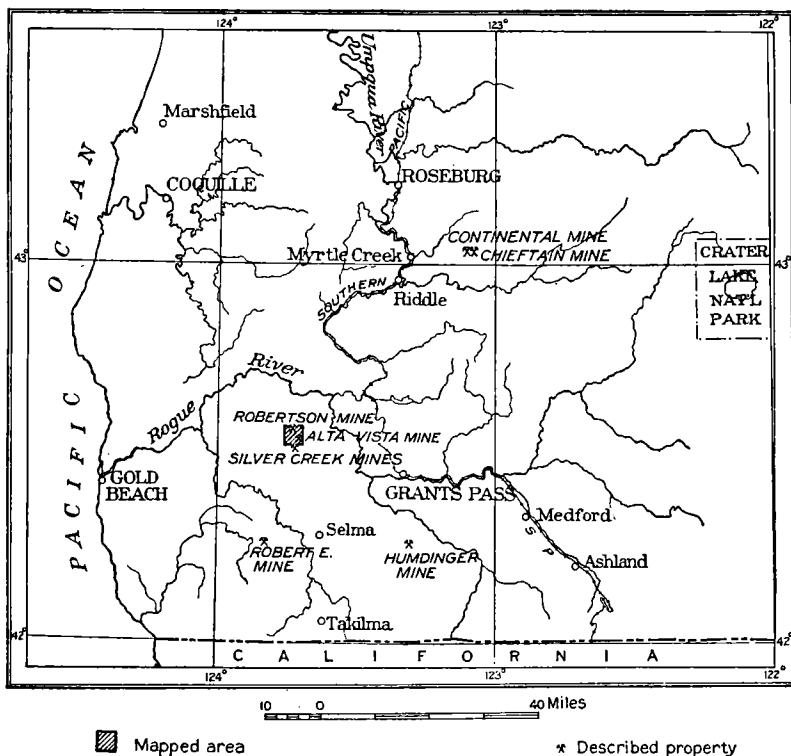 124°
123°
122°
Umpqua River
PACIFIC
Marshfield
OCEAN
COQUILLE
ROSEBURG
CONTINENTAL MINE
CHIEFTAIN MINE
Myrtle Creek
43°
43°
CRATER
LAKE
NAT'L
PARK
SOUTHERN
Riddle
Rogue River
ROBERTSON MINE
ALTA VISTA MINE
SILVER CREEK MINES
PACIFIC
GOLD
BEACH
GRANTS PASS
Medford
S P
Ashland
Selma
ROBERT E.
MINE
HUMDINGER
MINE
Takilma
42°
42°
CALIFORNIA
124°
123°
122°
10 0 40 Miles
Mapped area
Described property